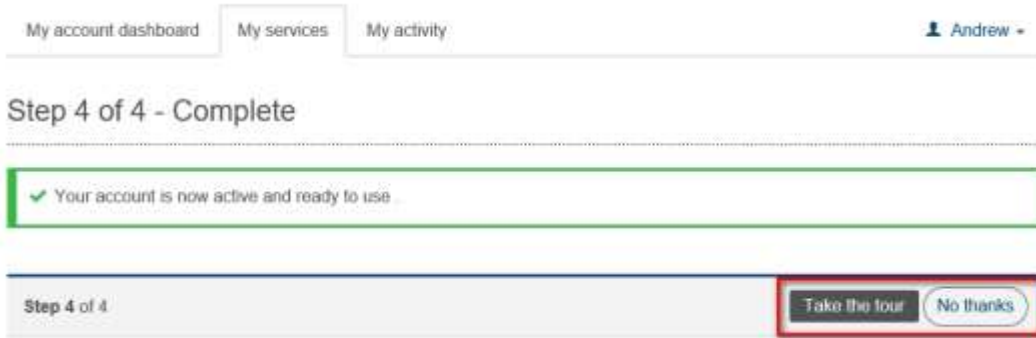 My account dashboard My services My activity Andrew
Step 4 of 4 - Complete
Your account is now active and ready to use .
Step 4 of 4 Take the tour No thanks